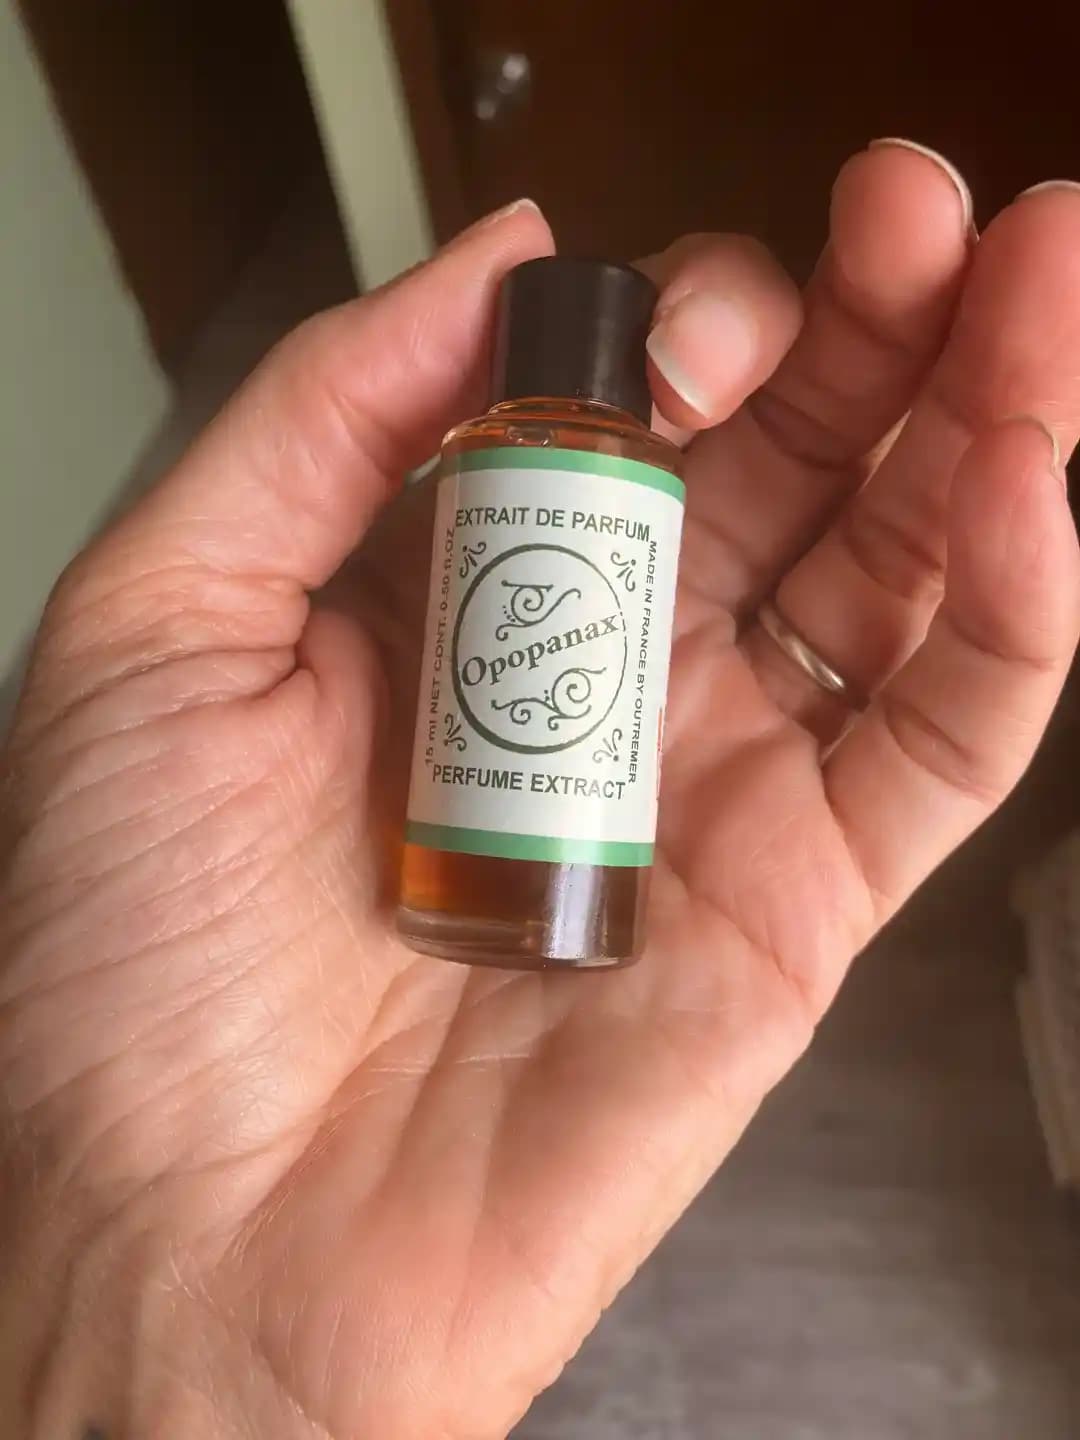 EXTRAIT DE PARFUM
Opopanax
PERFUME EXTRACT
15 ml NET CONT. 0.50 fl.OZ
MADE IN FRANCE BY OUTREMER